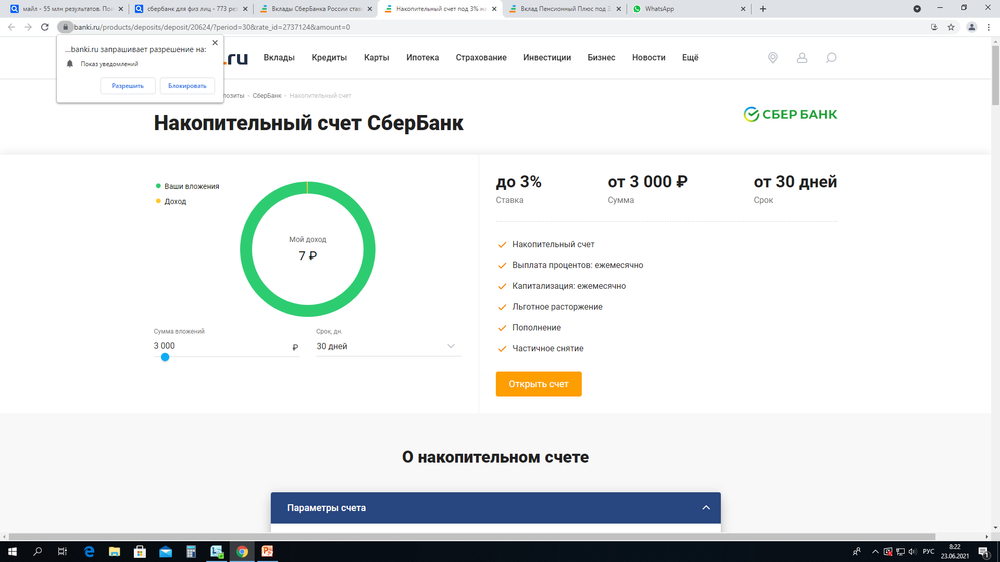 майл - 55 млн результатов. Пои
сбербанк для физ лиц - 773 рез
Вклады СберБанка России став
Накопительный счет под 3% на
Вклад Пенсионный Плюс под 3
WhatsApp
banki.ru/products/deposits/deposit/20624/?period=30&rate_id=2737124&amount=0
...banki.ru запрашивает разрешение на:
Показ уведомлений
Разрешить
Блокировать
.ru
Вклады
Кредиты
Карты
Ипотека
Страхование
Инвестиции
Бизнес
Новости
Ещё
позиты • СберБанк • Накопительный счет
Накопительный счет СберБанк
СБЕР БАНК
Ваши вложения
Доход
Мой доход
7 ₽
Сумма вложений
3 000 ₽
Срок, дн.
30 дней
до 3%
Ставка
от 3 000 ₽
Сумма
от 30 дней
Срок
Накопительный счет
Выплата процентов: ежемесячно
Капитализация: ежемесячно
Льготное расторжение
Пополнение
Частичное снятие
Открыть счет
О накопительном счете
Параметры счета
РУС
8:22
23.06.2021
1